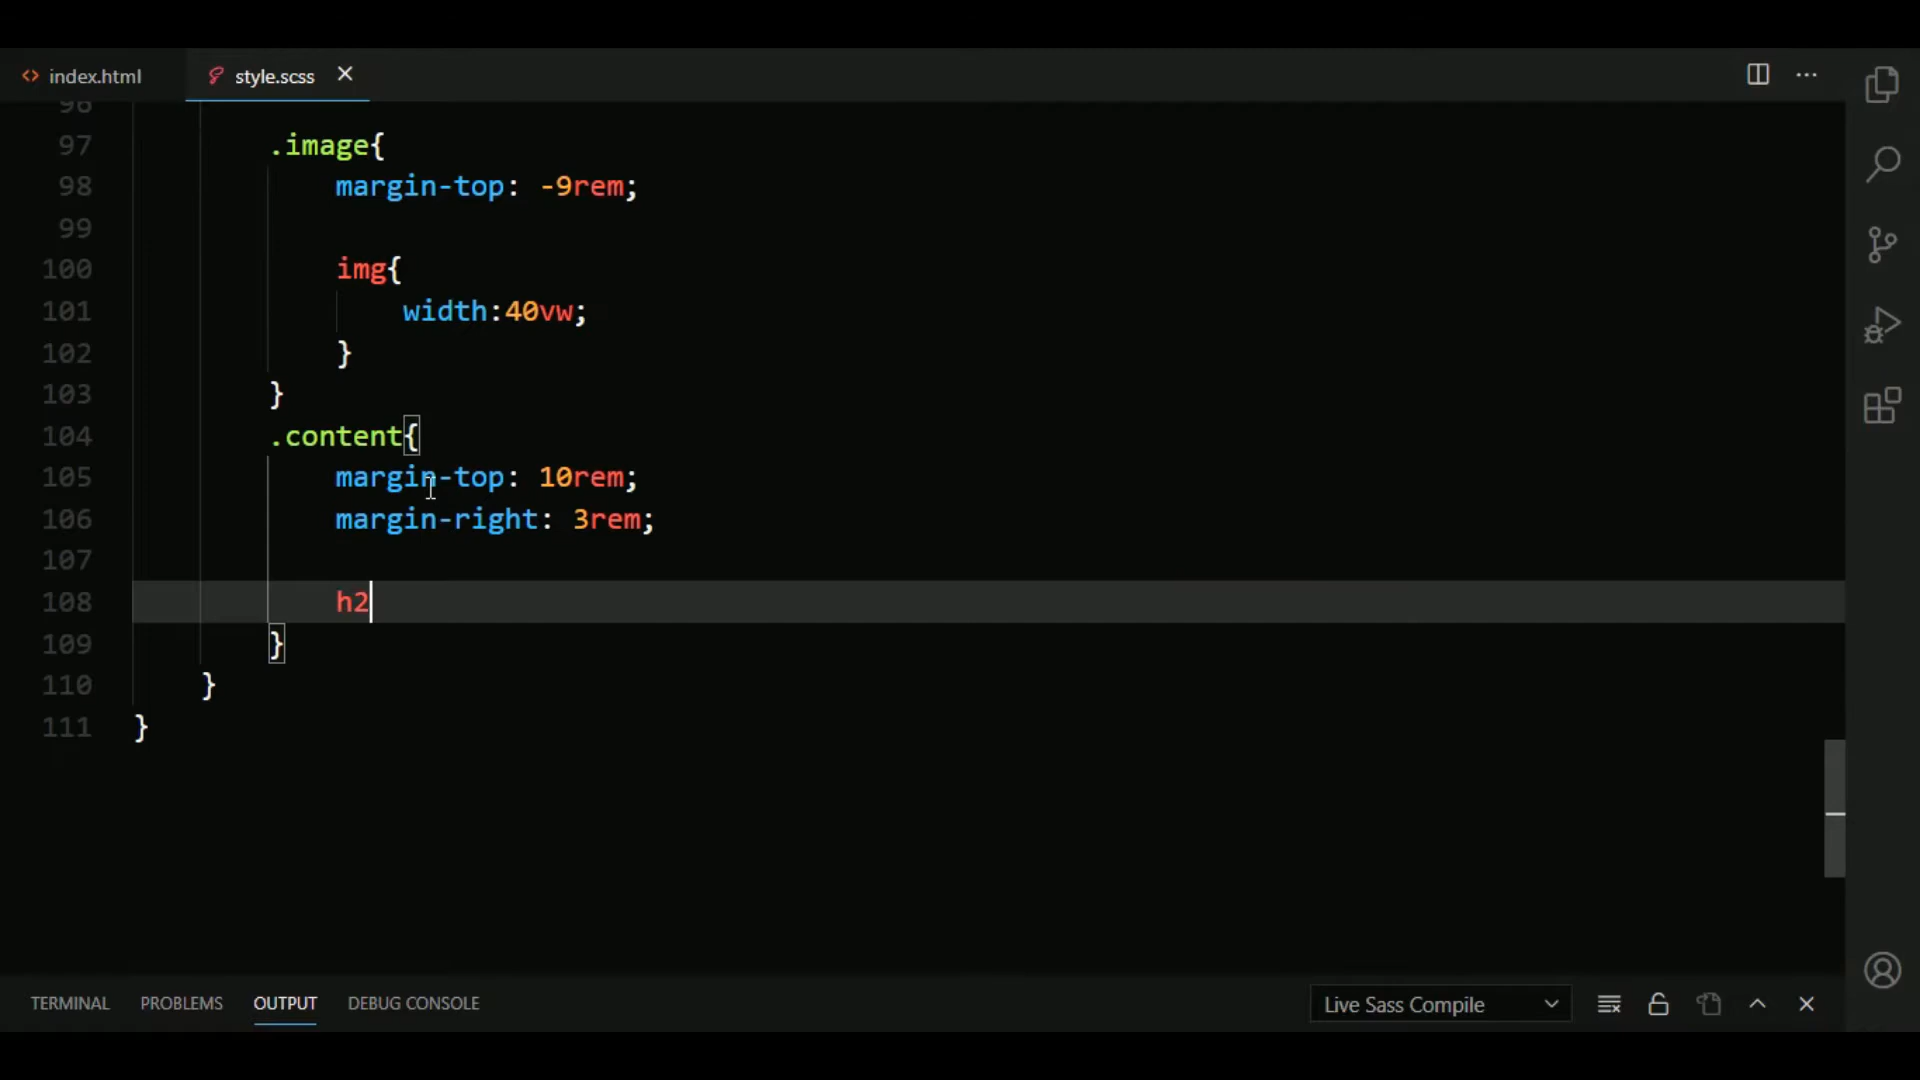 index.html
style.scss
96
97 .image{
98 margin-top: -9rem;
99
100 img{
101 width:40vw;
102 }
103 }
104 .content{
105 margin-top: 10rem;
106 margin-right: 3rem;
107
108 h2
109 }
110 }
111 }
TERMINAL PROBLEMS OUTPUT DEBUG CONSOLE Live Sass Compile